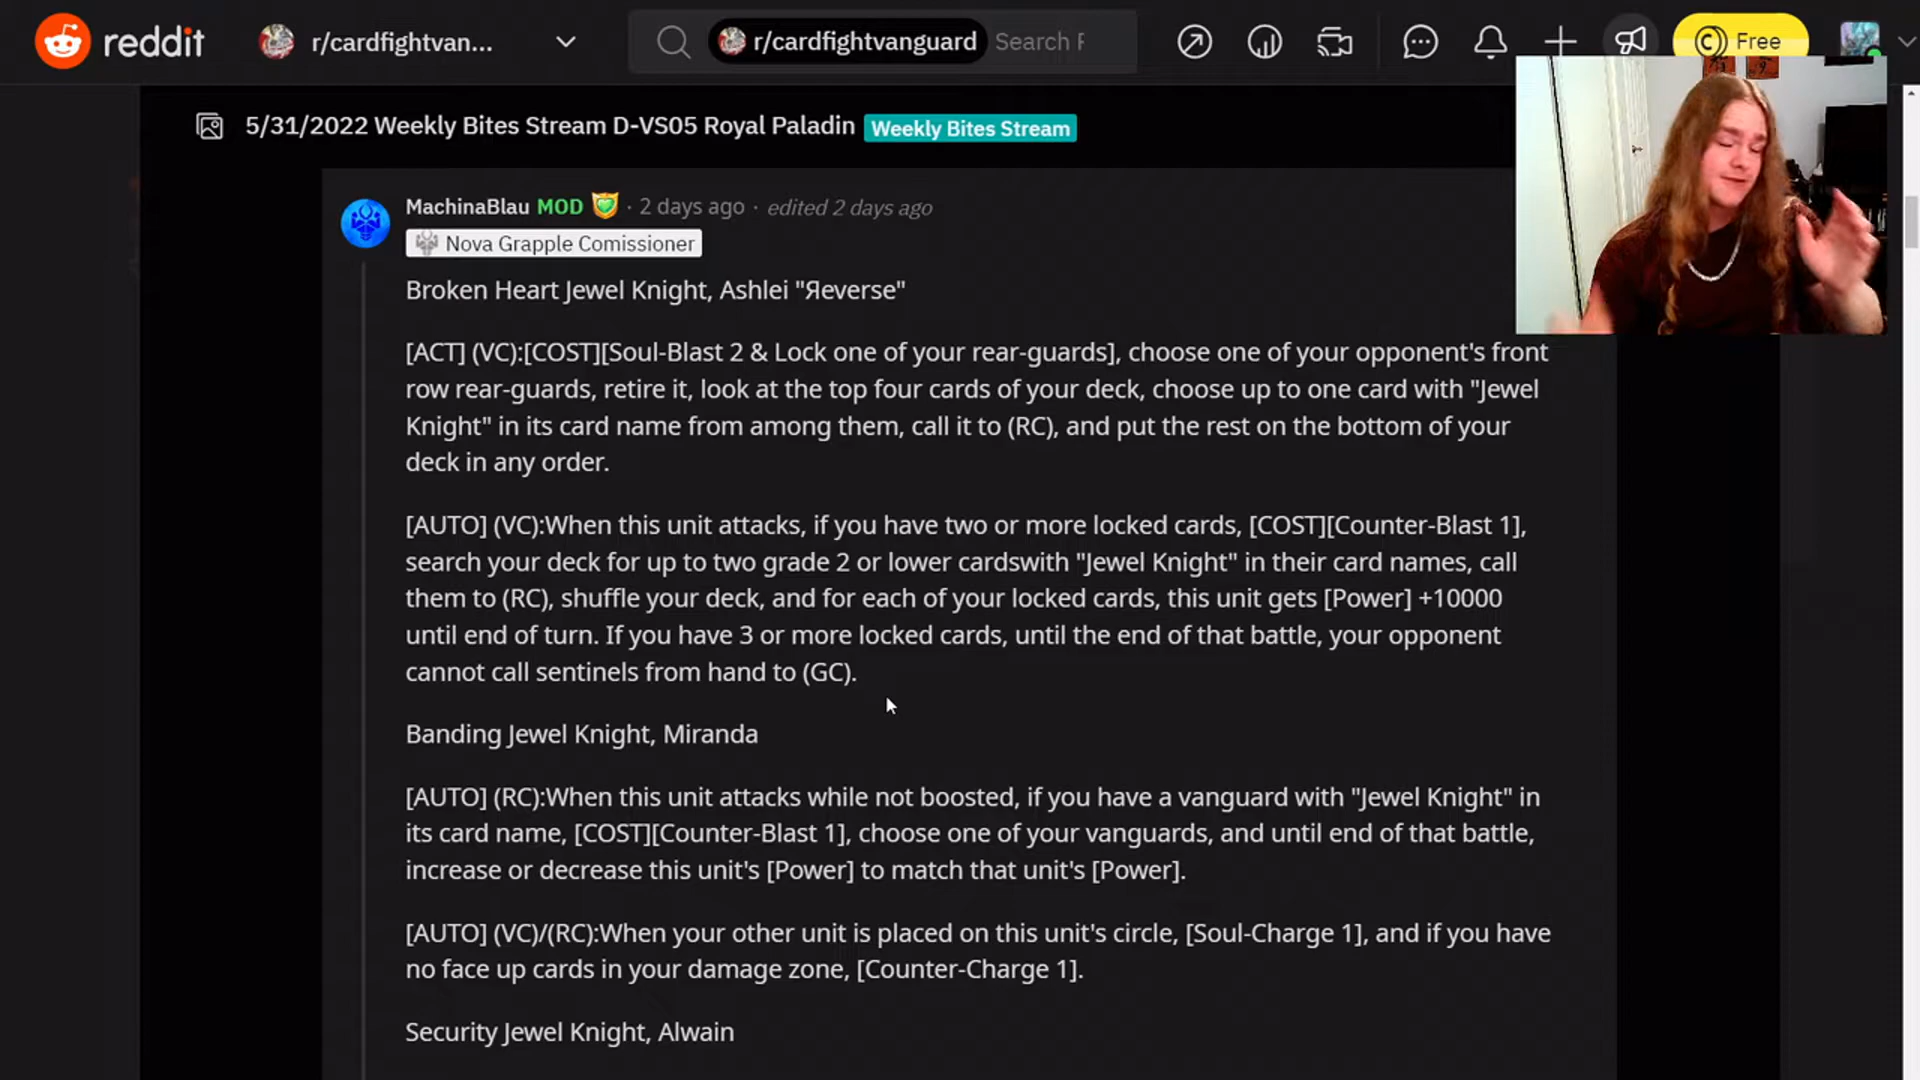 reddit r/cardfightvan... r/cardfightvanguard Search Free
5/31/2022 Weekly Bites Stream D-VS05 Royal Paladin Weekly Bites Stream
MachinaBlau MOD · 2 days ago · edited 2 days ago
Nova Grapple Comissioner
Broken Heart Jewel Knight, Ashlei "Яeverse"
[ACT] (VC):[COST][Soul-Blast 2 & Lock one of your rear-guards], choose one of your opponent's front
row rear-guards, retire it, look at the top four cards of your deck, choose up to one card with "Jewel
Knight" in its card name from among them, call it to (RC), and put the rest on the bottom of your
deck in any order.
[AUTO] (VC):When this unit attacks, if you have two or more locked cards, [COST][Counter-Blast 1],
search your deck for up to two grade 2 or lower cardswith "Jewel Knight" in their card names, call
them to (RC), shuffle your deck, and for each of your locked cards, this unit gets [Power] +10000
until end of turn. If you have 3 or more locked cards, until the end of that battle, your opponent
cannot call sentinels from hand to (GC).
Banding Jewel Knight, Miranda
[AUTO] (RC):When this unit attacks while not boosted, if you have a vanguard with "Jewel Knight" in
its card name, [COST][Counter-Blast 1], choose one of your vanguards, and until end of that battle,
increase or decrease this unit's [Power] to match that unit's [Power].
[AUTO] (VC)/(RC):When your other unit is placed on this unit's circle, [Soul-Charge 1], and if you have
no face up cards in your damage zone, [Counter-Charge 1].
Security Jewel Knight, Alwain